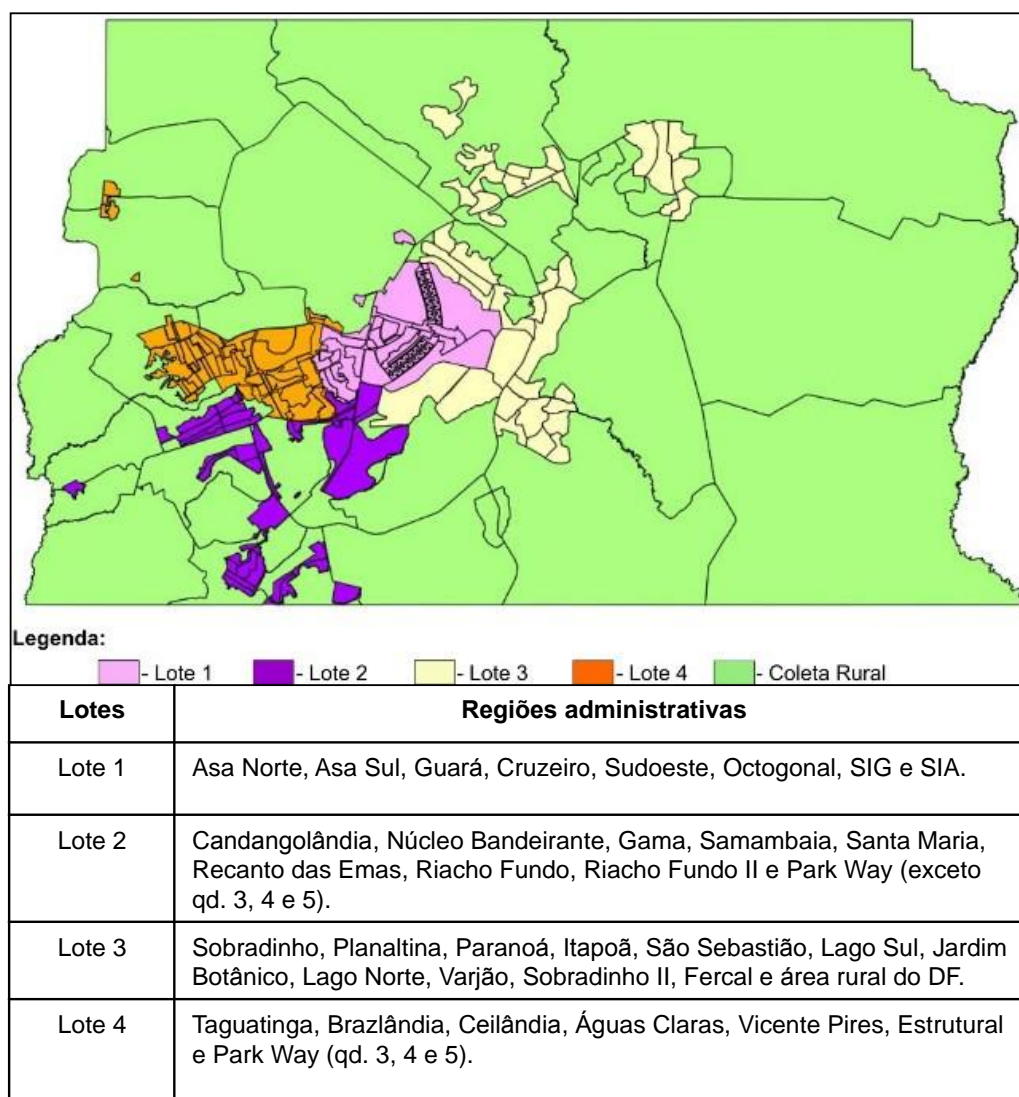 Legenda:
- Lote 1 - Lote 2 - Lote 3 - Lote 4 - Coleta Rural
Lotes Regiões administrativas
Lote 1 Asa Norte, Asa Sul, Guará, Cruzeiro, Sudoeste, Octogonal, SIG e SIA.
Lote 2 Candangolândia, Núcleo Bandeirante, Gama, Samambaia, Santa Maria,
Recanto das Emas, Riacho Fundo, Riacho Fundo II e Park Way (exceto
qd. 3, 4 e 5).
Lote 3 Sobradinho, Planaltina, Paranoá, Itapoã, São Sebastião, Lago Sul, Jardim
Botânico, Lago Norte, Varjão, Sobradinho II, Fercal e área rural do DF.
Lote 4 Taguatinga, Brazlândia, Ceilândia, Águas Claras, Vicente Pires, Estrutural
e Park Way (qd. 3, 4 e 5).